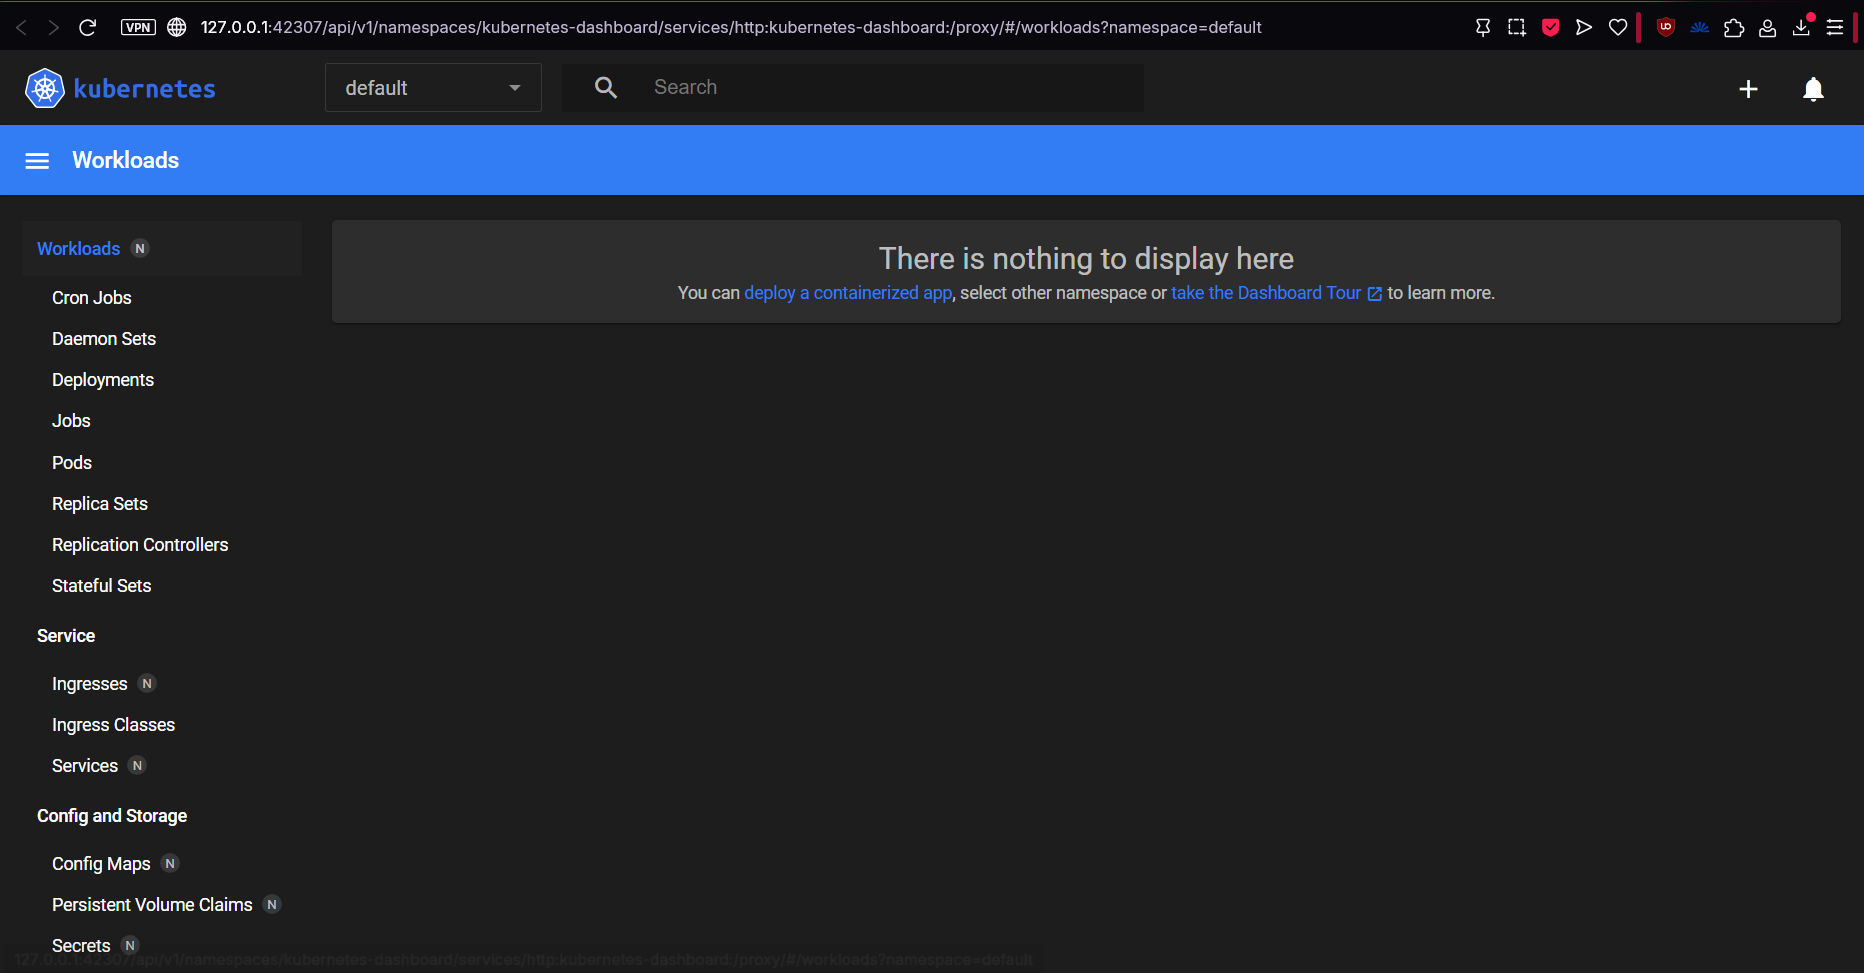 VPN 127.0.0.1:42307/api/v1/namespaces/kubernetes-dashboard/services/http:kubernetes-dashboard:/proxy/#/workloads?namespace=default
kubernetes default Search
Workloads
Workloads N
Cron Jobs
Daemon Sets
Deployments
Jobs
Pods
Replica Sets
Replication Controllers
Stateful Sets
Service
Ingresses N
Ingress Classes
Services N
Config and Storage
Config Maps N
Persistent Volume Claims N
Secrets N
There is nothing to display here
You can deploy a containerized app, select other namespace or take the Dashboard Tour to learn more.
127.0.0.1:42307/api/v1/namespaces/kubernetes-dashboard/services/http:kubernetes-dashboard:/proxy/#/workloads?namespace=default